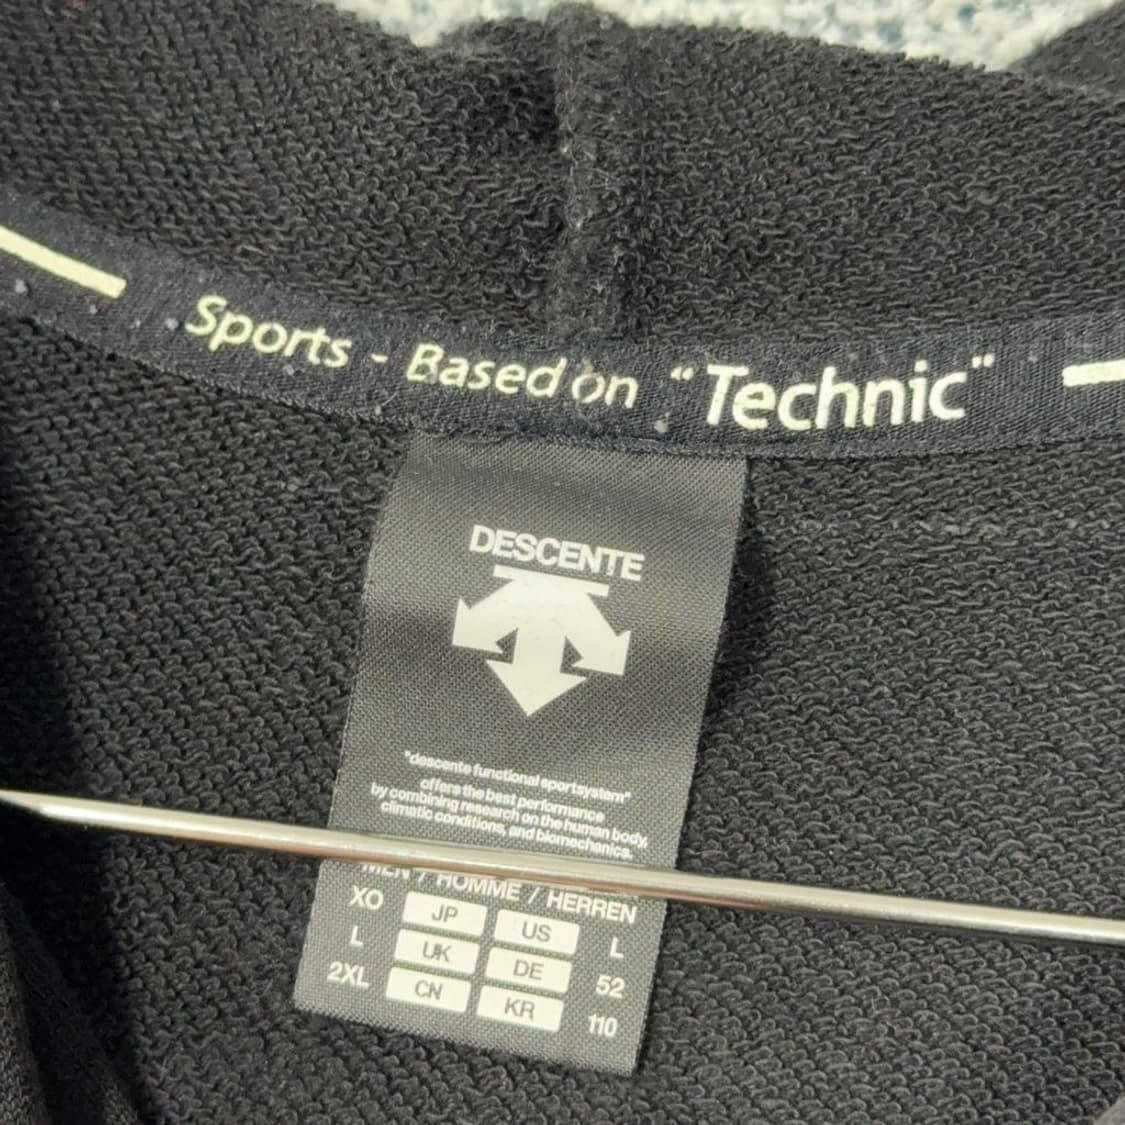 Sports - Based on “Technic“
DESCENTE
"descente functional sportsystem"
offers the best performance
by combining research on the human body,
climatic conditions, and biomechanics.
MEN / HOMME / HERREN
XO JP US L
L UK DE 52
2XL CN KR 110